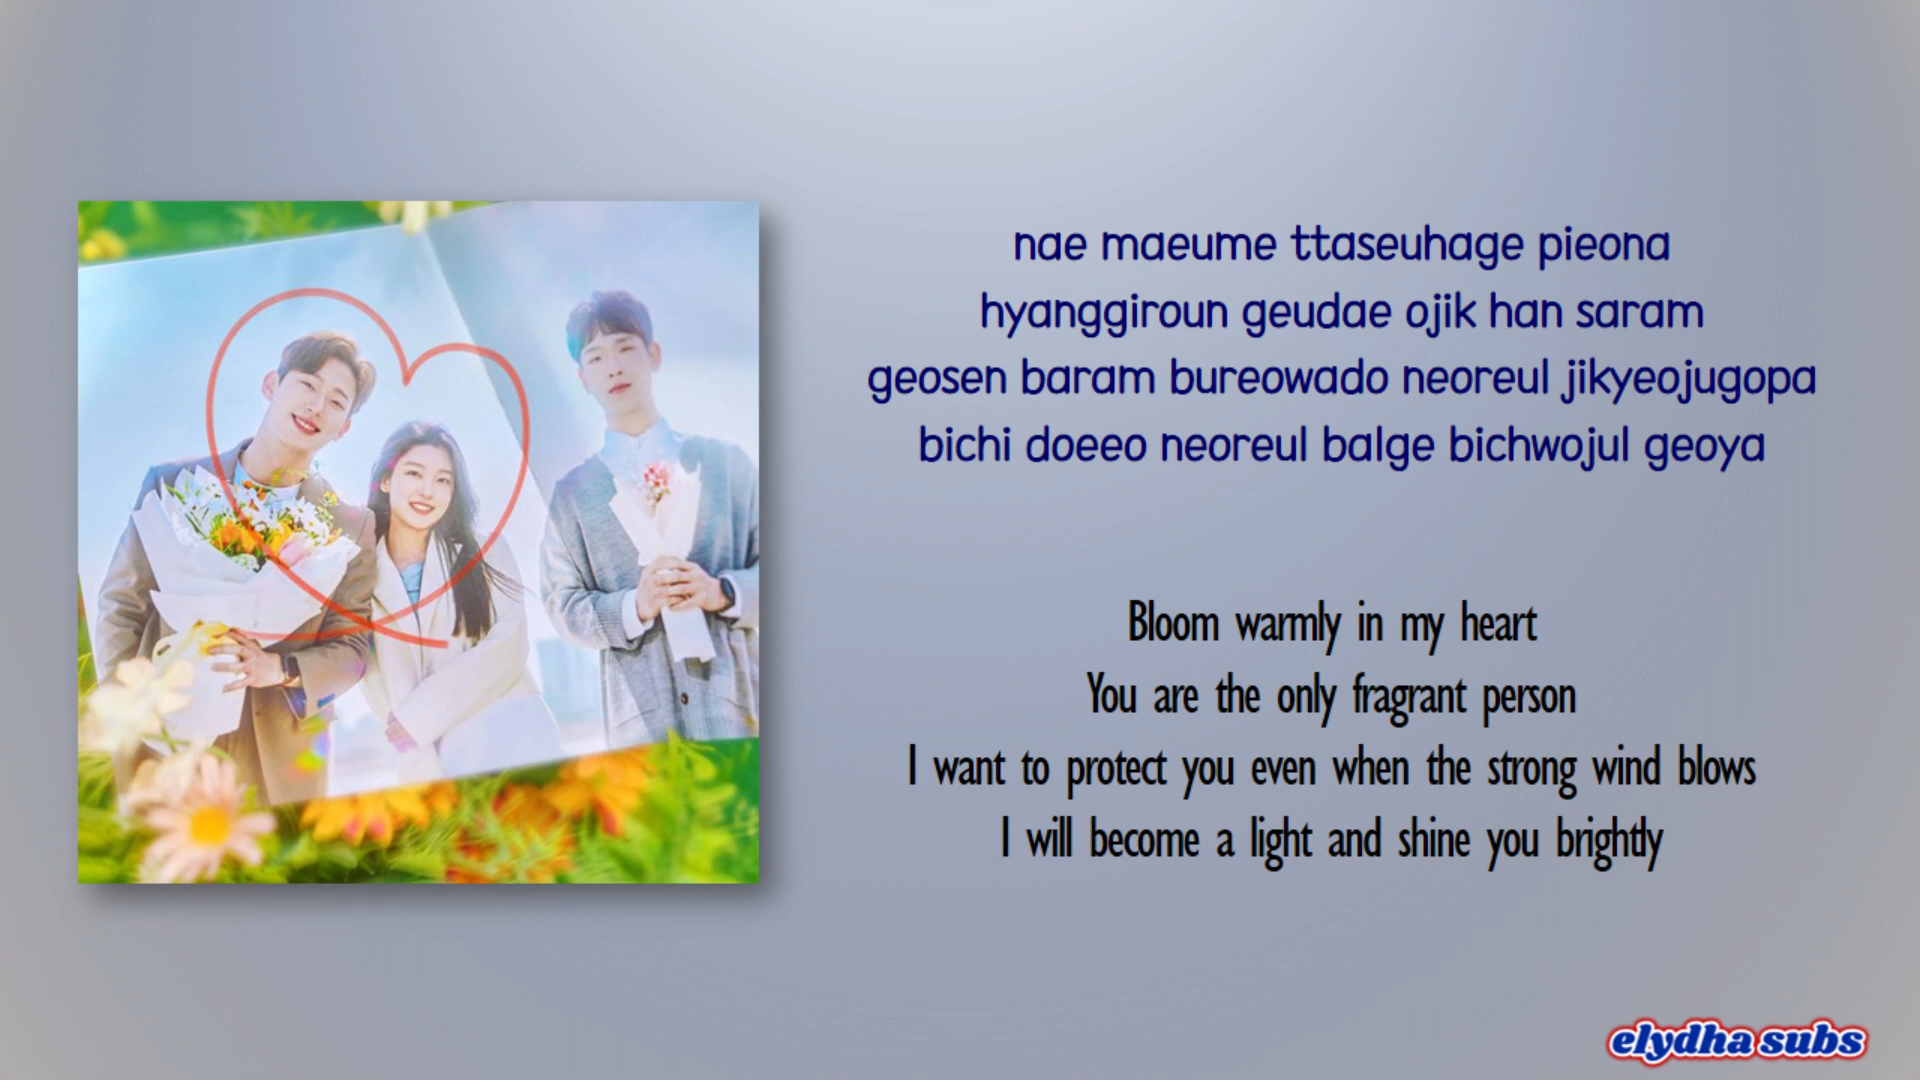 nae maeume ttaseuhage pieona
hyanggiroun geudae ojik han saram
geosen baram bureowado neoreul jikyeojugopa
bichi doeeo neoreul balge bichwojul geoya
Bloom warmly in my heart
You are the only fragrant person
I want to protect you even when the strong wind blows
I will become a light and shine you brightly
elydha subs